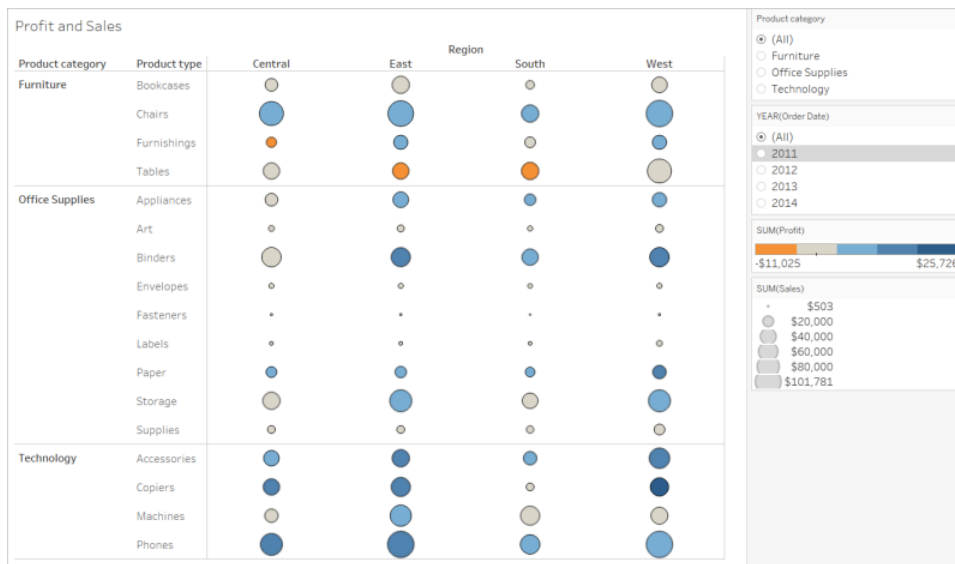 Profit and Sales
Region
Product category Product type Central East South West
Furniture Bookcases
Chairs
Furnishings
Tables
Office Supplies Appliances
Art
Binders
Envelopes
Fasteners
Labels
Paper
Storage
Supplies
Technology Accessories
Copiers
Machines
Phones
Product category
(All)
Furniture
Office Supplies
Technology
YEAR(Order Date)
(All)
2011
2012
2013
2014
SUM(Profit)
-$11,025 $25,726
SUM(Sales)
$503
$20,000
$40,000
$60,000
$80,000
$101,781